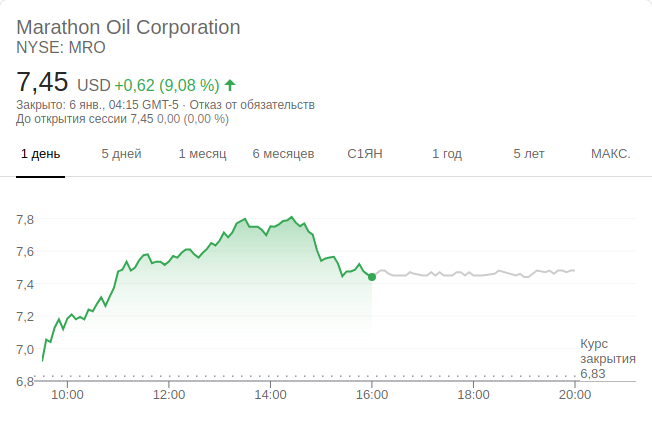 Marathon Oil Corporation
NYSE: MRO
7,45 USD +0,62 (9,08 %)
Закрыто: 6 янв., 04:15 GMT-5 · Отказ от обязательств
До открытия сессии 7,45 0,00 (0,00 %)
1 день 5 дней 1 месяц 6 месяцев С1ЯН 1 год 5 лет МАКС.
7,8
7,6
7,4
7,2
7,0
6,8
Курс
закрытия
6,83
10:00 12:00 14:00 16:00 18:00 20:00